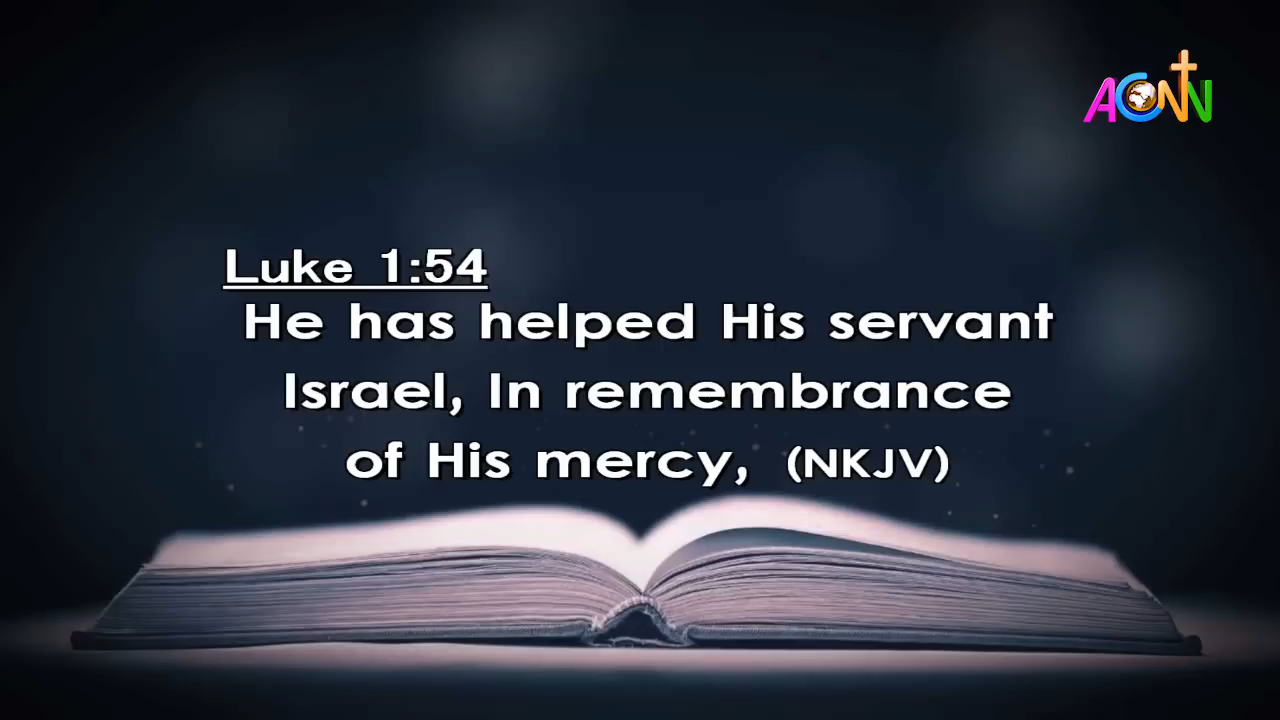 ACNN
Luke 1:54
He has helped His servant
Israel, In remembrance
of His mercy, (NKJV)